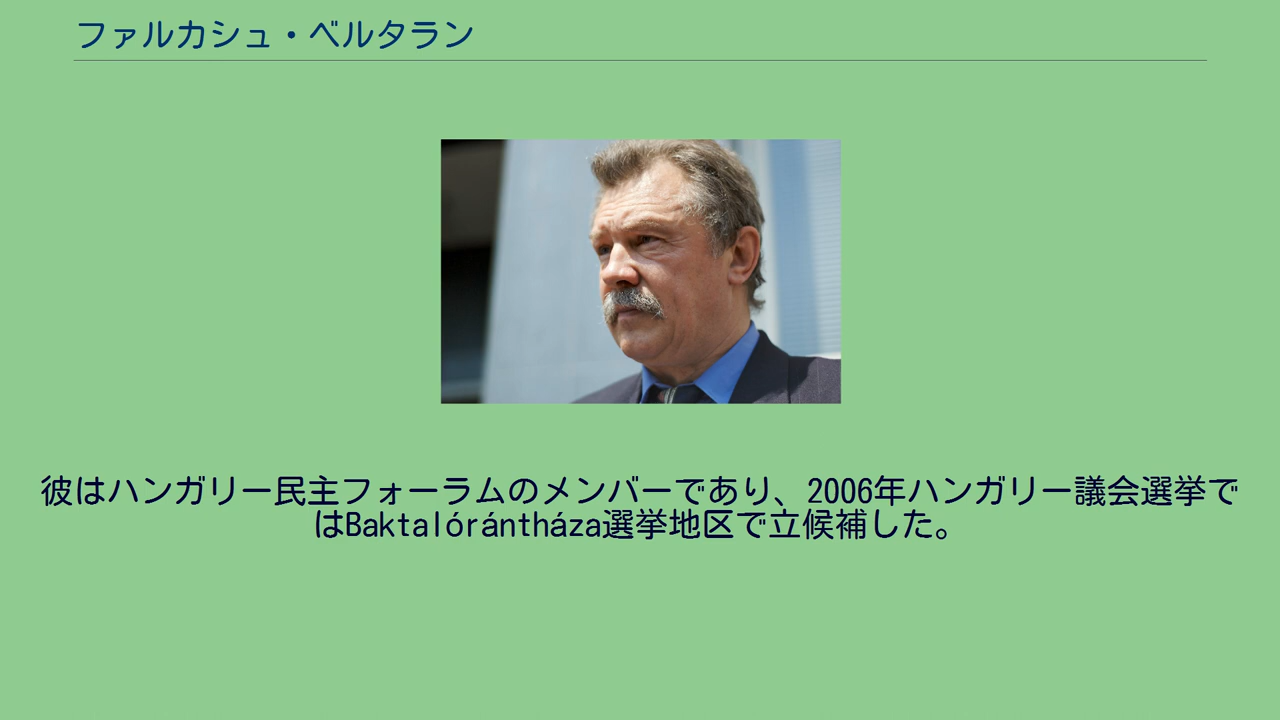 ファルカシュ・ベルタラン
彼はハンガリー民主フォーラムのメンバーであり、2006年ハンガリー議会選挙で
はBaktalórántháza選挙地区で立候補した。